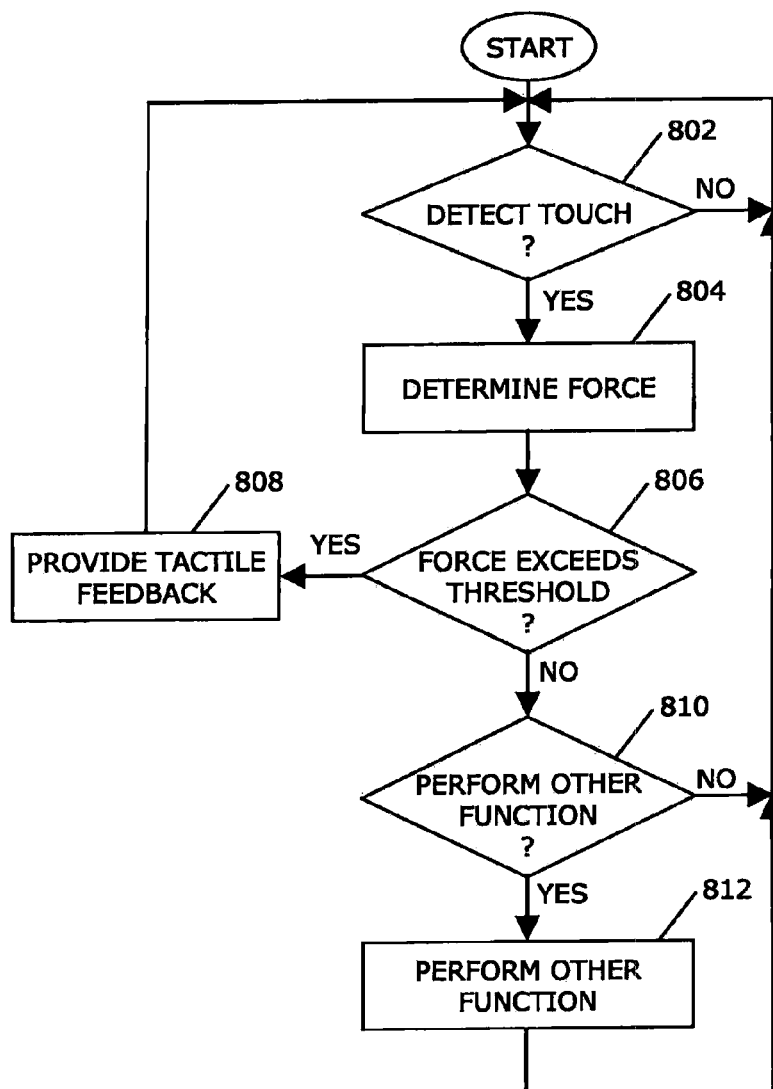 START
802
NO
DETECT TOUCH
?
YES
804
DETERMINE FORCE
806
808
YES
FORCE EXCEEDS
THRESHOLD
?
PROVIDE TACTILE
FEEDBACK
NO
810
NO
PERFORM OTHER
FUNCTION
?
YES
812
PERFORM OTHER
FUNCTION